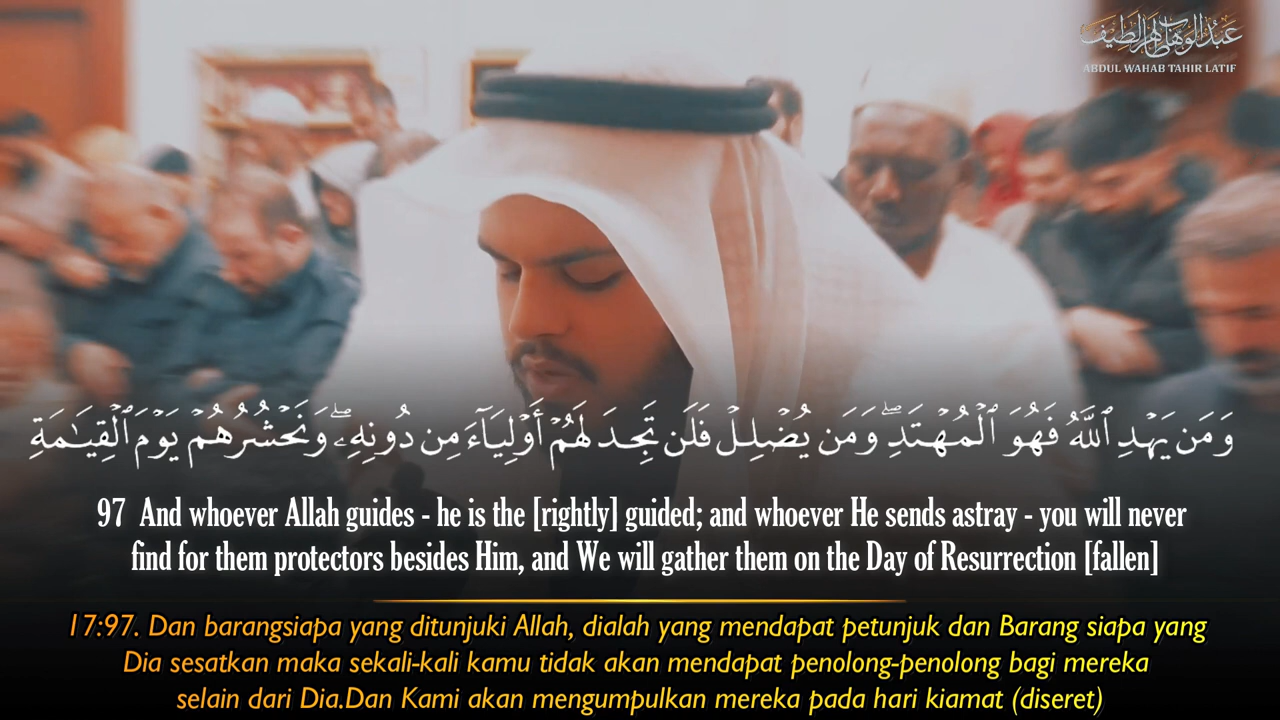 عبد الوهاب طاهر لطيف
ABDUL WAHAB TAHIR LATIF
وَمَن يَهْدِ ٱللَّهُ فَهُوَ ٱلْمُهْتَدِ ۖ وَمَن يُضْلِلْ فَلَن تَجِدَ لَهُمْ أَوْلِيَآءَ مِن دُونِهِۦ ۖ وَنَحْشُرُهُمْ يَوْمَ ٱلْقِيَـٰمَةِ
97 And whoever Allah guides - he is the [rightly] guided; and whoever He sends astray - you will never
find for them protectors besides Him, and We will gather them on the Day of Resurrection [fallen]
17:97. Dan barangsiapa yang ditunjuki Allah, dialah yang mendapat petunjuk dan Barang siapa yang
Dia sesatkan maka sekali-kali kamu tidak akan mendapat penolong-penolong bagi mereka
selain dari Dia.Dan Kami akan mengumpulkan mereka pada hari kiamat (diseret)